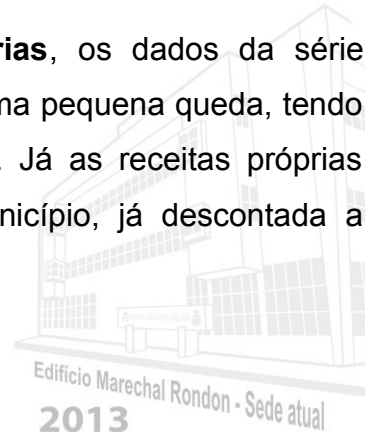 rias, os dados da série
ma pequena queda, tendo
. Já as receitas próprias
nicípio, já descontada a
Edifício Marechal Rondon - Sede atual
2013